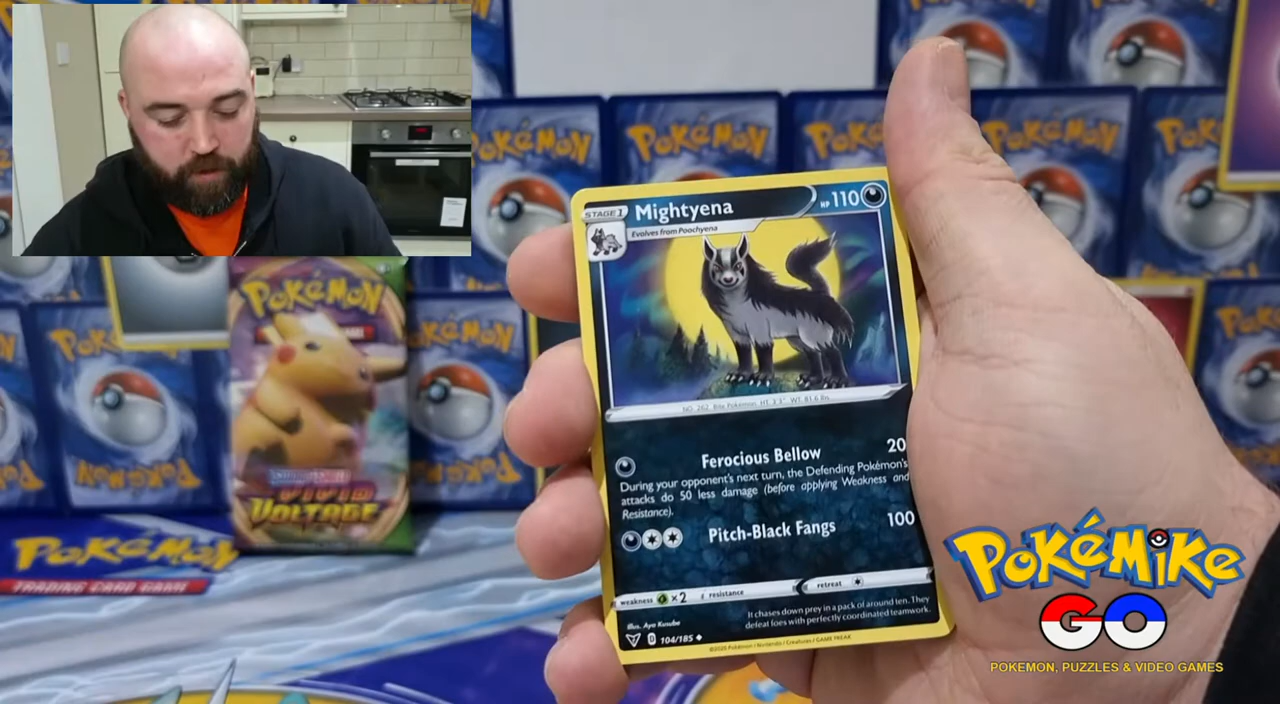 POKéMON
POKéMON
POKéMON
POKéMON
POKéMON
POKéMON
VIVID
VOLTAGE
POKéMON
TRADING CARD GAME
STAGE 1
Mightyena
HP 110
Evolves from Poochyena
NO. 262 Bite Pokémon HT. 3'3" WT. 81.6 lbs.
Ferocious Bellow 20
During your opponent's next turn, the Defending Pokémon's
attacks do 50 less damage (before applying Weakness and
Resistance).
Pitch-Black Fangs 100
weakness ×2 resistance retreat
It chases down prey in a pack of around ten. They
defeat foes with perfectly coordinated teamwork.
Illus. Aya Kusube
D 104/185
©2020 Pokémon / Nintendo / Creatures / GAME FREAK
POKéMiKE
GO
POKEMON, PUZZLES & VIDEO GAMES